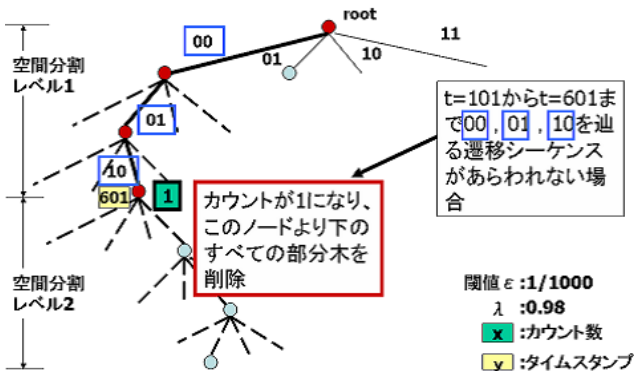 root
00
01
10
11
空間分割
レベル1
01
10
601
1
t=101からt=601ま
で00 , 01 , 10を辿
る遷移シーケンス
があらわれない場
合
カウントが1になり、
このノードより下の
すべての部分木を
削除
空間分割
レベル2
閾値ε:1/1000
λ :0.98
x :カウント数
y :タイムスタンプ